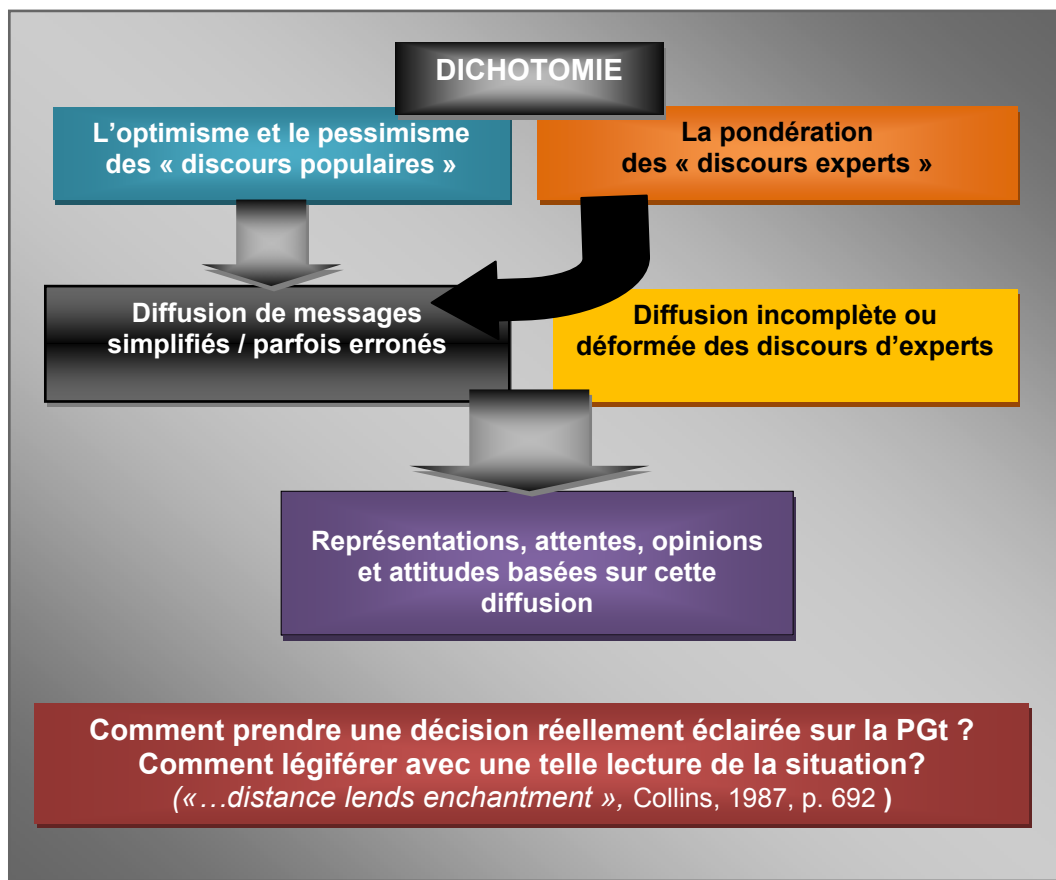 DICHOTOMIE
L'optimisme et le pessimisme
des « discours populaires »
La pondération
des « discours experts »
Diffusion de messages
simplifiés / parfois erronés
Diffusion incomplète ou
déformée des discours d'experts
Représentations, attentes, opinions
et attitudes basées sur cette
diffusion
Comment prendre une décision réellement éclairée sur la PGt ?
Comment légiférer avec une telle lecture de la situation?
(«…distance lends enchantment », Collins, 1987, p. 692 )